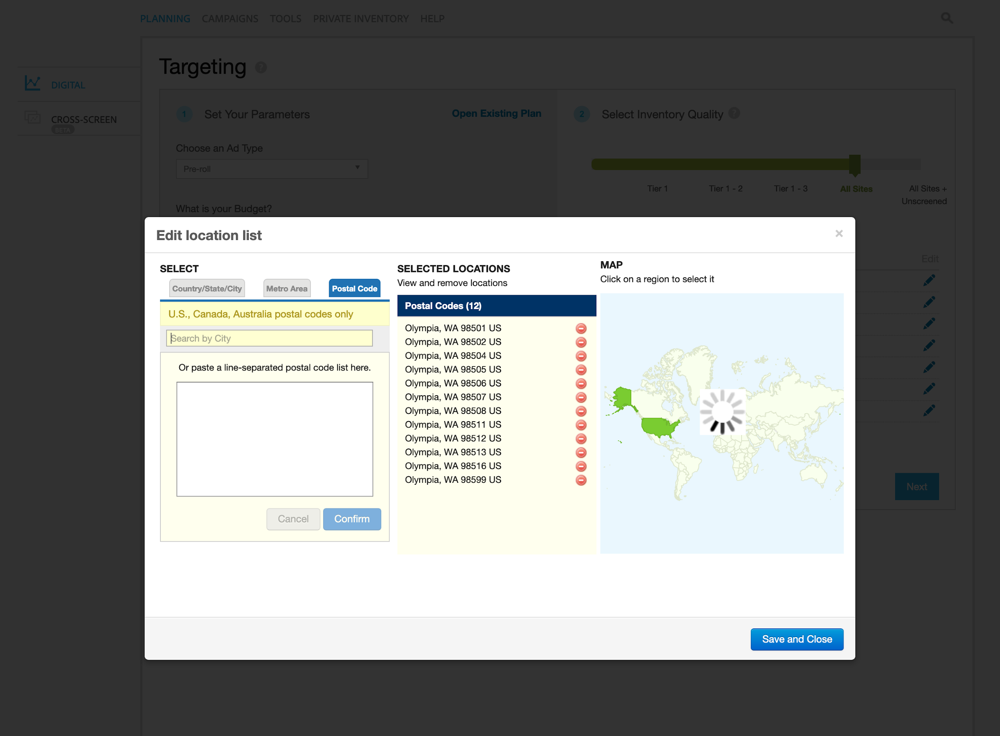 PLANNING CAMPAIGNS TOOLS PRIVATE INVENTORY HELP
DIGITAL
CROSS-SCREEN
BETA
Targeting ?
1 Set Your Parameters Open Existing Plan
2 Select Inventory Quality ?
Choose an Ad Type
Pre-roll
Tier 1 Tier 1 - 2 Tier 1 - 3 All Sites All Sites +
Unscreened
What is your Budget?
Edit
Next
Edit location list
×
SELECT
Country/State/City Metro Area Postal Code
U.S., Canada, Australia postal codes only
Search by City
Or paste a line-separated postal code list here.
Cancel Confirm
SELECTED LOCATIONS
View and remove locations
Postal Codes (12)
Olympia, WA 98501 US
Olympia, WA 98502 US
Olympia, WA 98504 US
Olympia, WA 98505 US
Olympia, WA 98506 US
Olympia, WA 98507 US
Olympia, WA 98508 US
Olympia, WA 98511 US
Olympia, WA 98512 US
Olympia, WA 98513 US
Olympia, WA 98516 US
Olympia, WA 98599 US
MAP
Click on a region to select it
Save and Close